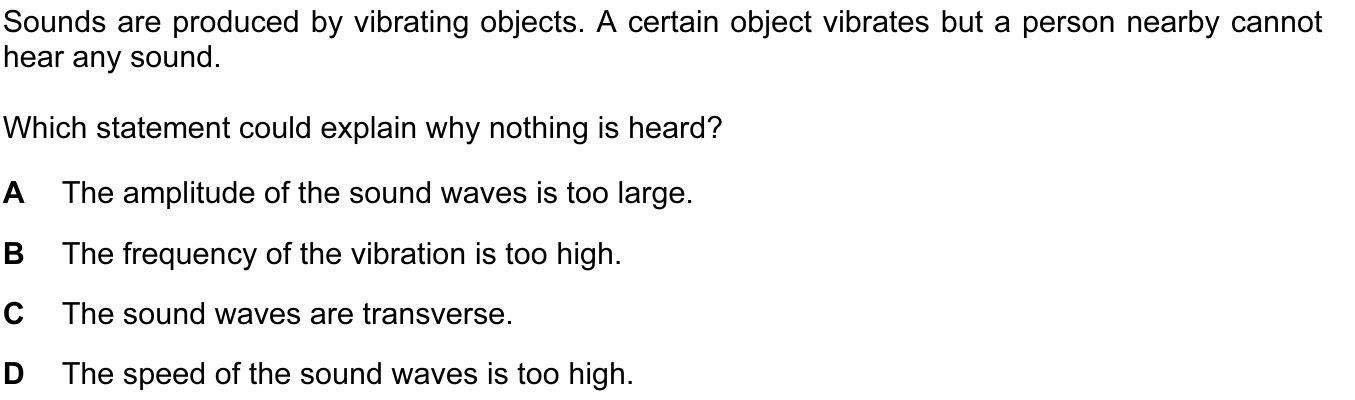 Sounds are produced by vibrating objects. A certain object vibrates but a person nearby cannot
hear any sound.
Which statement could explain why nothing is heard?
A The amplitude of the sound waves is too large.
B The frequency of the vibration is too high.
C The sound waves are transverse.
D The speed of the sound waves is too high.